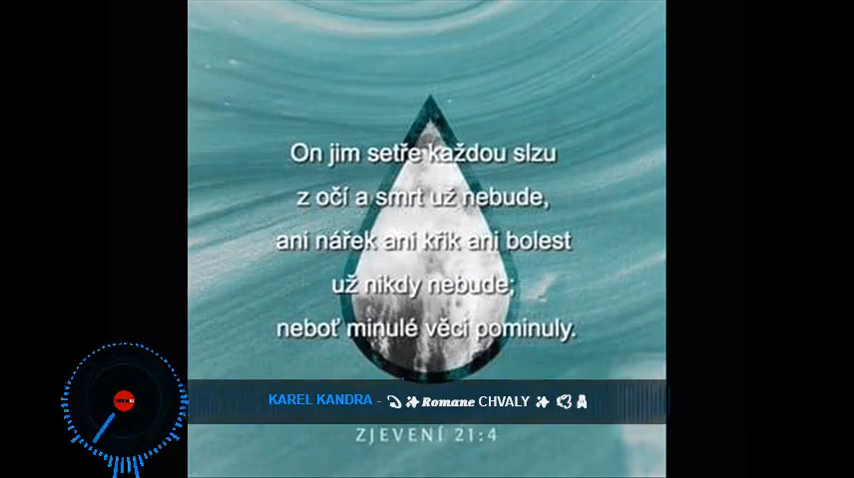 On jim setře každou slzu
z očí a smrt už nebude,
ani nářek ani křik ani bolest
už nikdy nebude;
neboť minulé věci pominuly.
KAREL KANDRA - Romane CHVALY
ZJEVENÍ 21:4